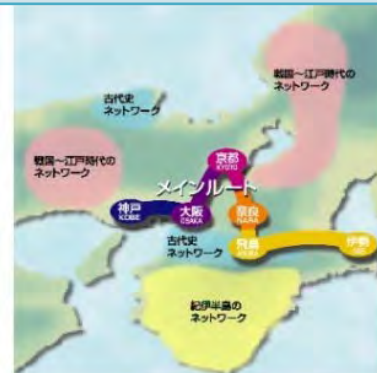 戦国～江戸時代の
ネットワーク
古代史
ネットワーク
戦国～江戸時代の
ネットワーク
京都
KYOTO
メインルート
神戸
KOBE
大阪
OSAKA
奈良
NARA
古代史
ネットワーク
飛鳥
ASUKA
伊勢
ISE
紀伊半島の
ネットワーク